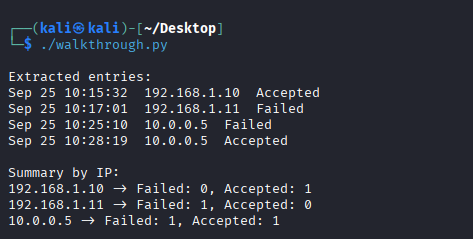 ┌──(kali㉿kali)-[~/Desktop]
└─$ ./walkthrough.py
Extracted entries:
Sep 25 10:15:32  192.168.1.10  Accepted
Sep 25 10:17:01  192.168.1.11  Failed
Sep 25 10:25:10  10.0.0.5  Failed
Sep 25 10:28:19  10.0.0.5  Accepted
Summary by IP:
192.168.1.10 -> Failed: 0, Accepted: 1
192.168.1.11 -> Failed: 1, Accepted: 0
10.0.0.5 -> Failed: 1, Accepted: 1